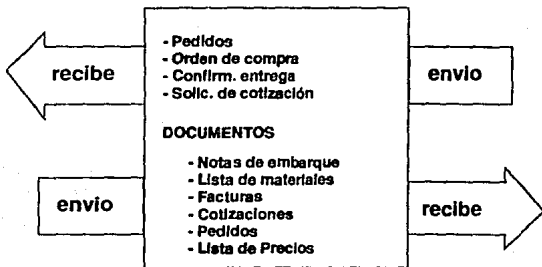 - Pedidos
- Orden de compra
- Confirm. entrega
- Solic. de cotización
recibe
envio
DOCUMENTOS
- Notas de embarque
- Lista de materiales
- Facturas
- Cotizaciones
- Pedidos
- Lista de Precios
envio
recibe